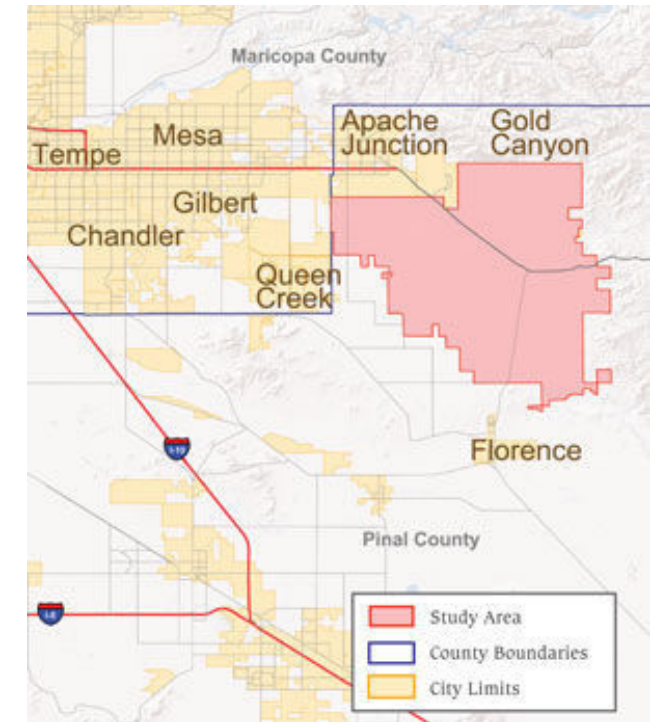 Maricopa County
Apache
Junction
Gold
Canyon
Mesa
Tempe
Gilbert
Chandler
Queen
Creek
I-10
Florence
Pinal County
I-8
Study Area
County Boundaries
City Limits